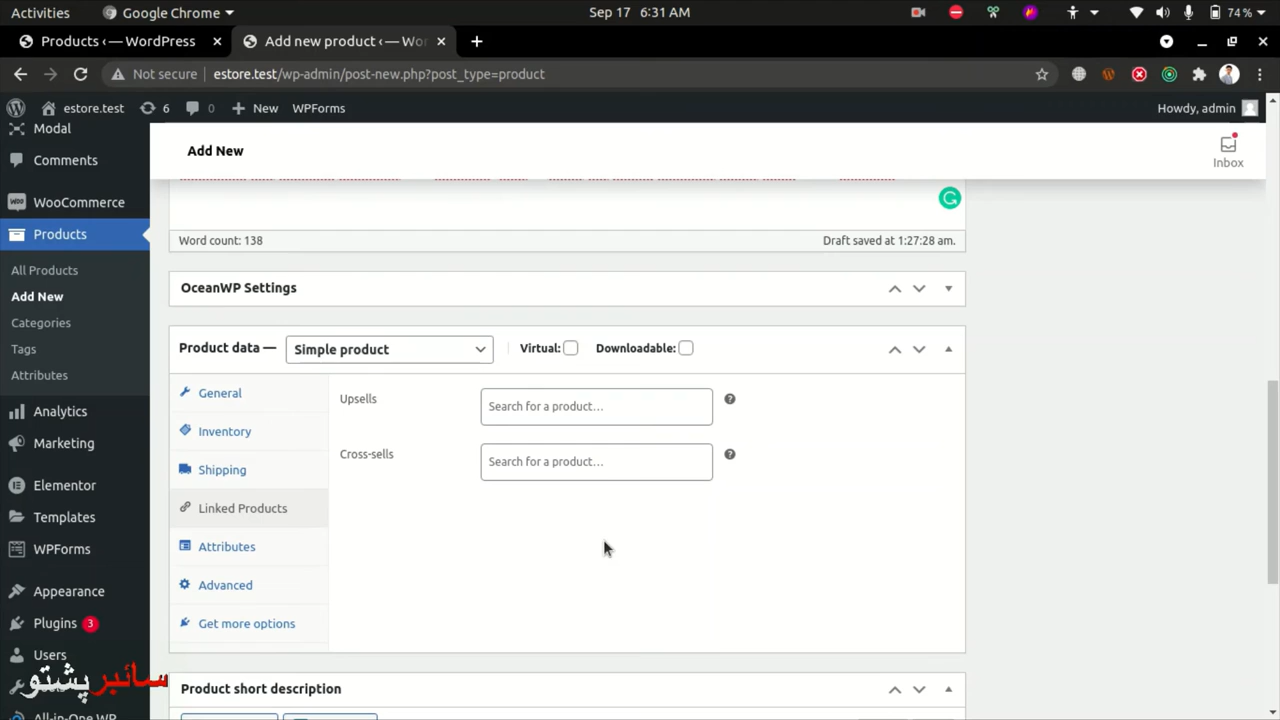 Activities
Google Chrome
Sep 17 6:31 AM
74 %
Products ‹ — WordPress
Add new product ‹ — Wor
Not secure
estore.test/wp-admin/post-new.php?post_type=product
estore.test
6
0
New
WPForms
Howdy, admin
Modal
Comments
WooCommerce
Products
All Products
Add New
Categories
Tags
Attributes
Analytics
Marketing
Elementor
Templates
WPForms
Appearance
Plugins 3
Users
All-in-One WP
Add New
Inbox
Word count: 138
Draft saved at 1:27:28 am.
OceanWP Settings
Product data —
Simple product
Virtual:
Downloadable:
General
Inventory
Shipping
Linked Products
Attributes
Advanced
Get more options
Upsells
Search for a product…
Cross-sells
Search for a product…
Product short description
سائبر پشتو